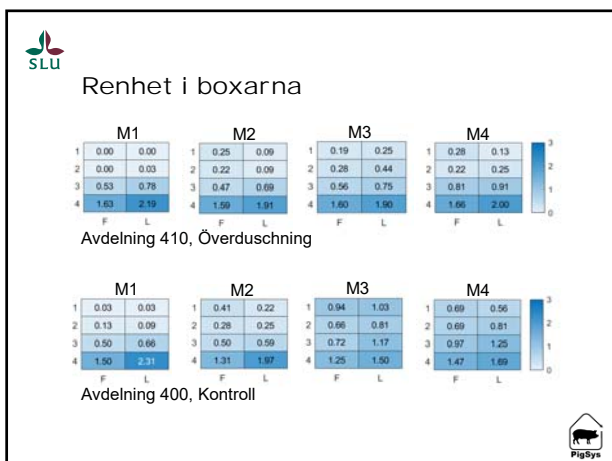 SLU
Renhet i boxarna
M1 M2 M3 M4
1 0.00 0.00 1 0.25 0.09 1 0.19 0.25 1 0.28 0.13 3
2 0.00 0.03 2 0.22 0.09 2 0.28 0.44 2 0.22 0.25 2
3 0.53 0.78 3 0.47 0.69 3 0.56 0.75 3 0.81 0.91 1
4 1.63 2.19 4 1.59 1.91 4 1.60 1.90 4 1.66 2.00 0
F L F L F L F L
Avdelning 410, Överduschning
M1 M2 M3 M4
1 0.03 0.03 1 0.41 0.22 1 0.94 1.03 1 0.69 0.56 3
2 0.13 0.09 2 0.28 0.25 2 0.66 0.81 2 0.69 0.81 2
3 0.50 0.66 3 0.50 0.59 3 0.72 1.17 3 0.97 1.25 1
4 1.50 2.31 4 1.31 1.97 4 1.25 1.50 4 1.47 1.69 0
F L F L F L F L
Avdelning 400, Kontroll
PigSys